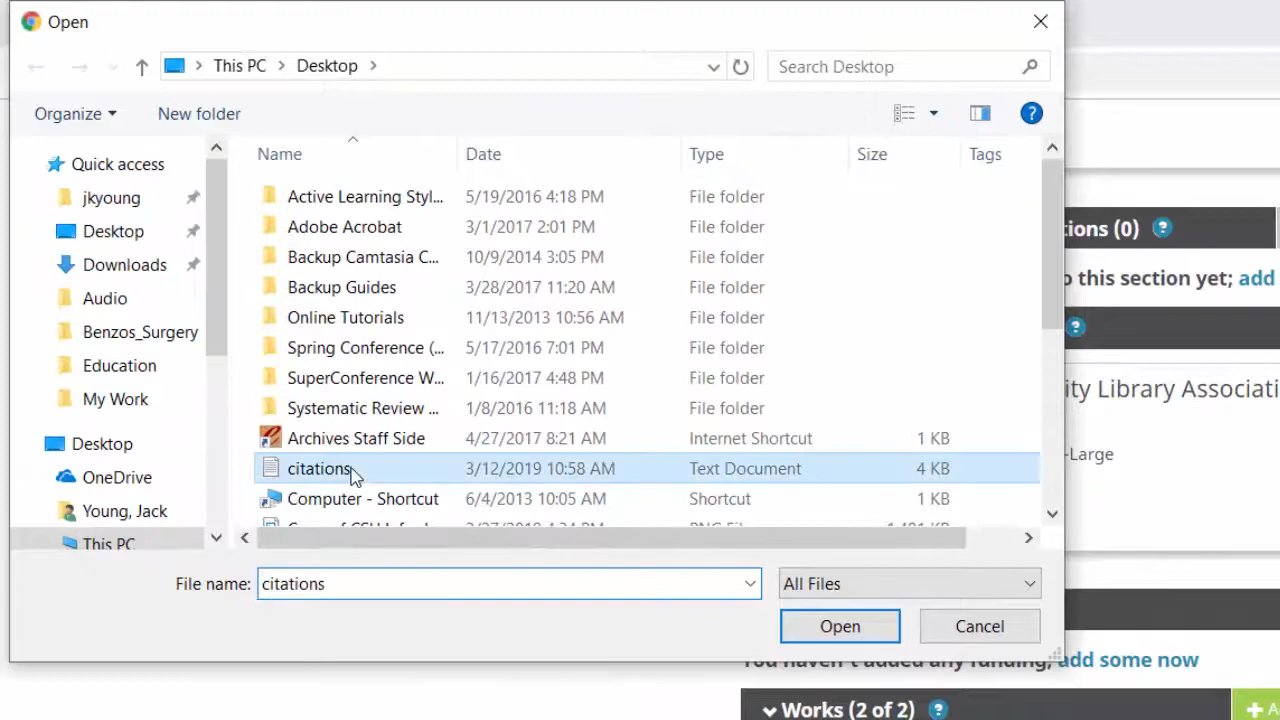 Open
This PC > Desktop >
Search Desktop
Organize
New folder
Name
Date
Type
Size
Tags
Quick access
jkyoung
Desktop
Downloads
Audio
Benzos_Surgery
Education
My Work
Desktop
OneDrive
Young, Jack
This PC
Active Learning Styl... 5/19/2016 4:18 PM File folder
Adobe Acrobat 3/1/2017 2:01 PM File folder
Backup Camtasia C... 10/9/2014 3:05 PM File folder
Backup Guides 3/28/2017 11:20 AM File folder
Online Tutorials 11/13/2013 10:56 AM File folder
Spring Conference (... 5/17/2016 7:01 PM File folder
SuperConference W... 1/16/2017 4:48 PM File folder
Systematic Review ... 1/8/2016 11:18 AM File folder
Archives Staff Side 4/27/2017 8:21 AM Internet Shortcut 1 KB
citations 3/12/2019 10:58 AM Text Document 4 KB
Computer - Shortcut 6/4/2013 10:05 AM Shortcut 1 KB
File name: citations
All Files
Open
Cancel
tions (0) ?
o this section yet; add
?
ity Library Associati
-Large
You haven't added any funding, add some now
Works (2 of 2) ?
+ A